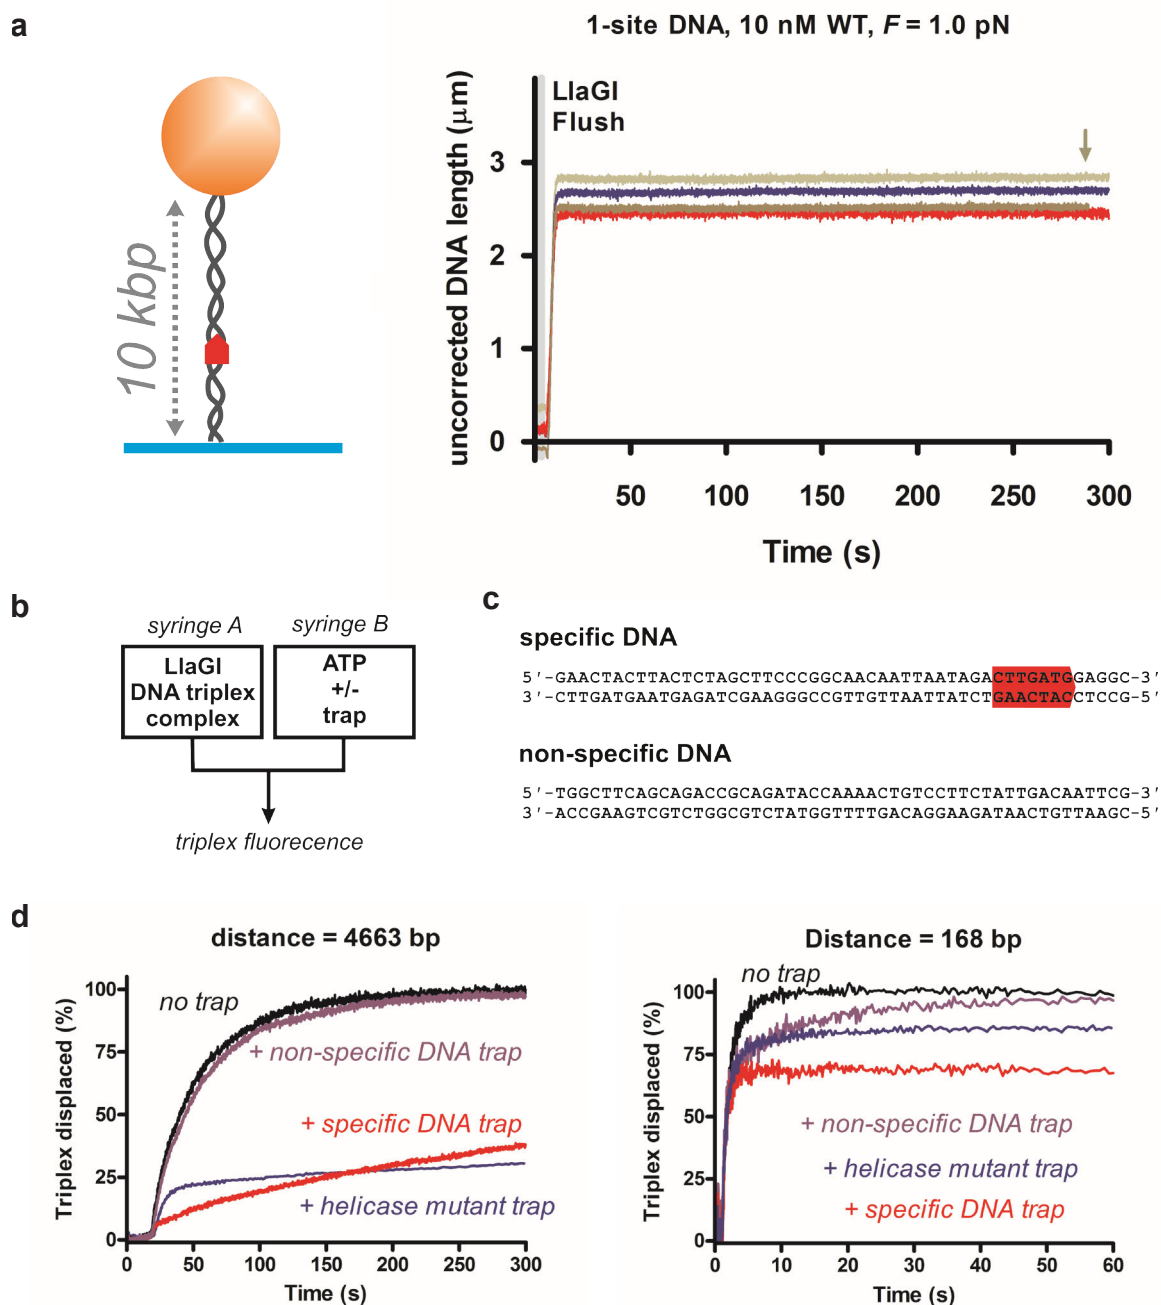 a
1-site DNA, 10 nM WT, F = 1.0 pN
10 kbp
uncorrected DNA length (μm)
LlaGI
Flush
3
2
1
0
50 100 150 200 250 300
Time (s)
b
syringe A syringe B
LlaGI
DNA triplex
complex
ATP
+/-
trap
triplex fluorecence
c
specific DNA
5′-GAACTACTTACTCTAGCTTCCCGGCAACAATTAATAGACTTGATGGAGGC-3′
3′-CTTGATGAATGAGATCGAAGGGCCGTTGTTAATTATCTGAACTACCTCCG-5′
non-specific DNA
5′-TGGCTTCAGCAGACCGCAGATACCAAAACTGTCCTTCTATTGACAATTCG-3′
3′-ACCGAAGTCGTCTGGCGTCTATGGTTTTGACAGGAAGATAACTGTTAAGC-5′
d
distance = 4663 bp
Triplex displaced (%)
100
75
50
25
0
no trap
+ non-specific DNA trap
+ specific DNA trap
+ helicase mutant trap
0 50 100 150 200 250 300
Time (s)
Distance = 168 bp
Triplex displaced (%)
100
75
50
25
0
no trap
+ non-specific DNA trap
+ helicase mutant trap
+ specific DNA trap
0 10 20 30 40 50 60
Time (s)